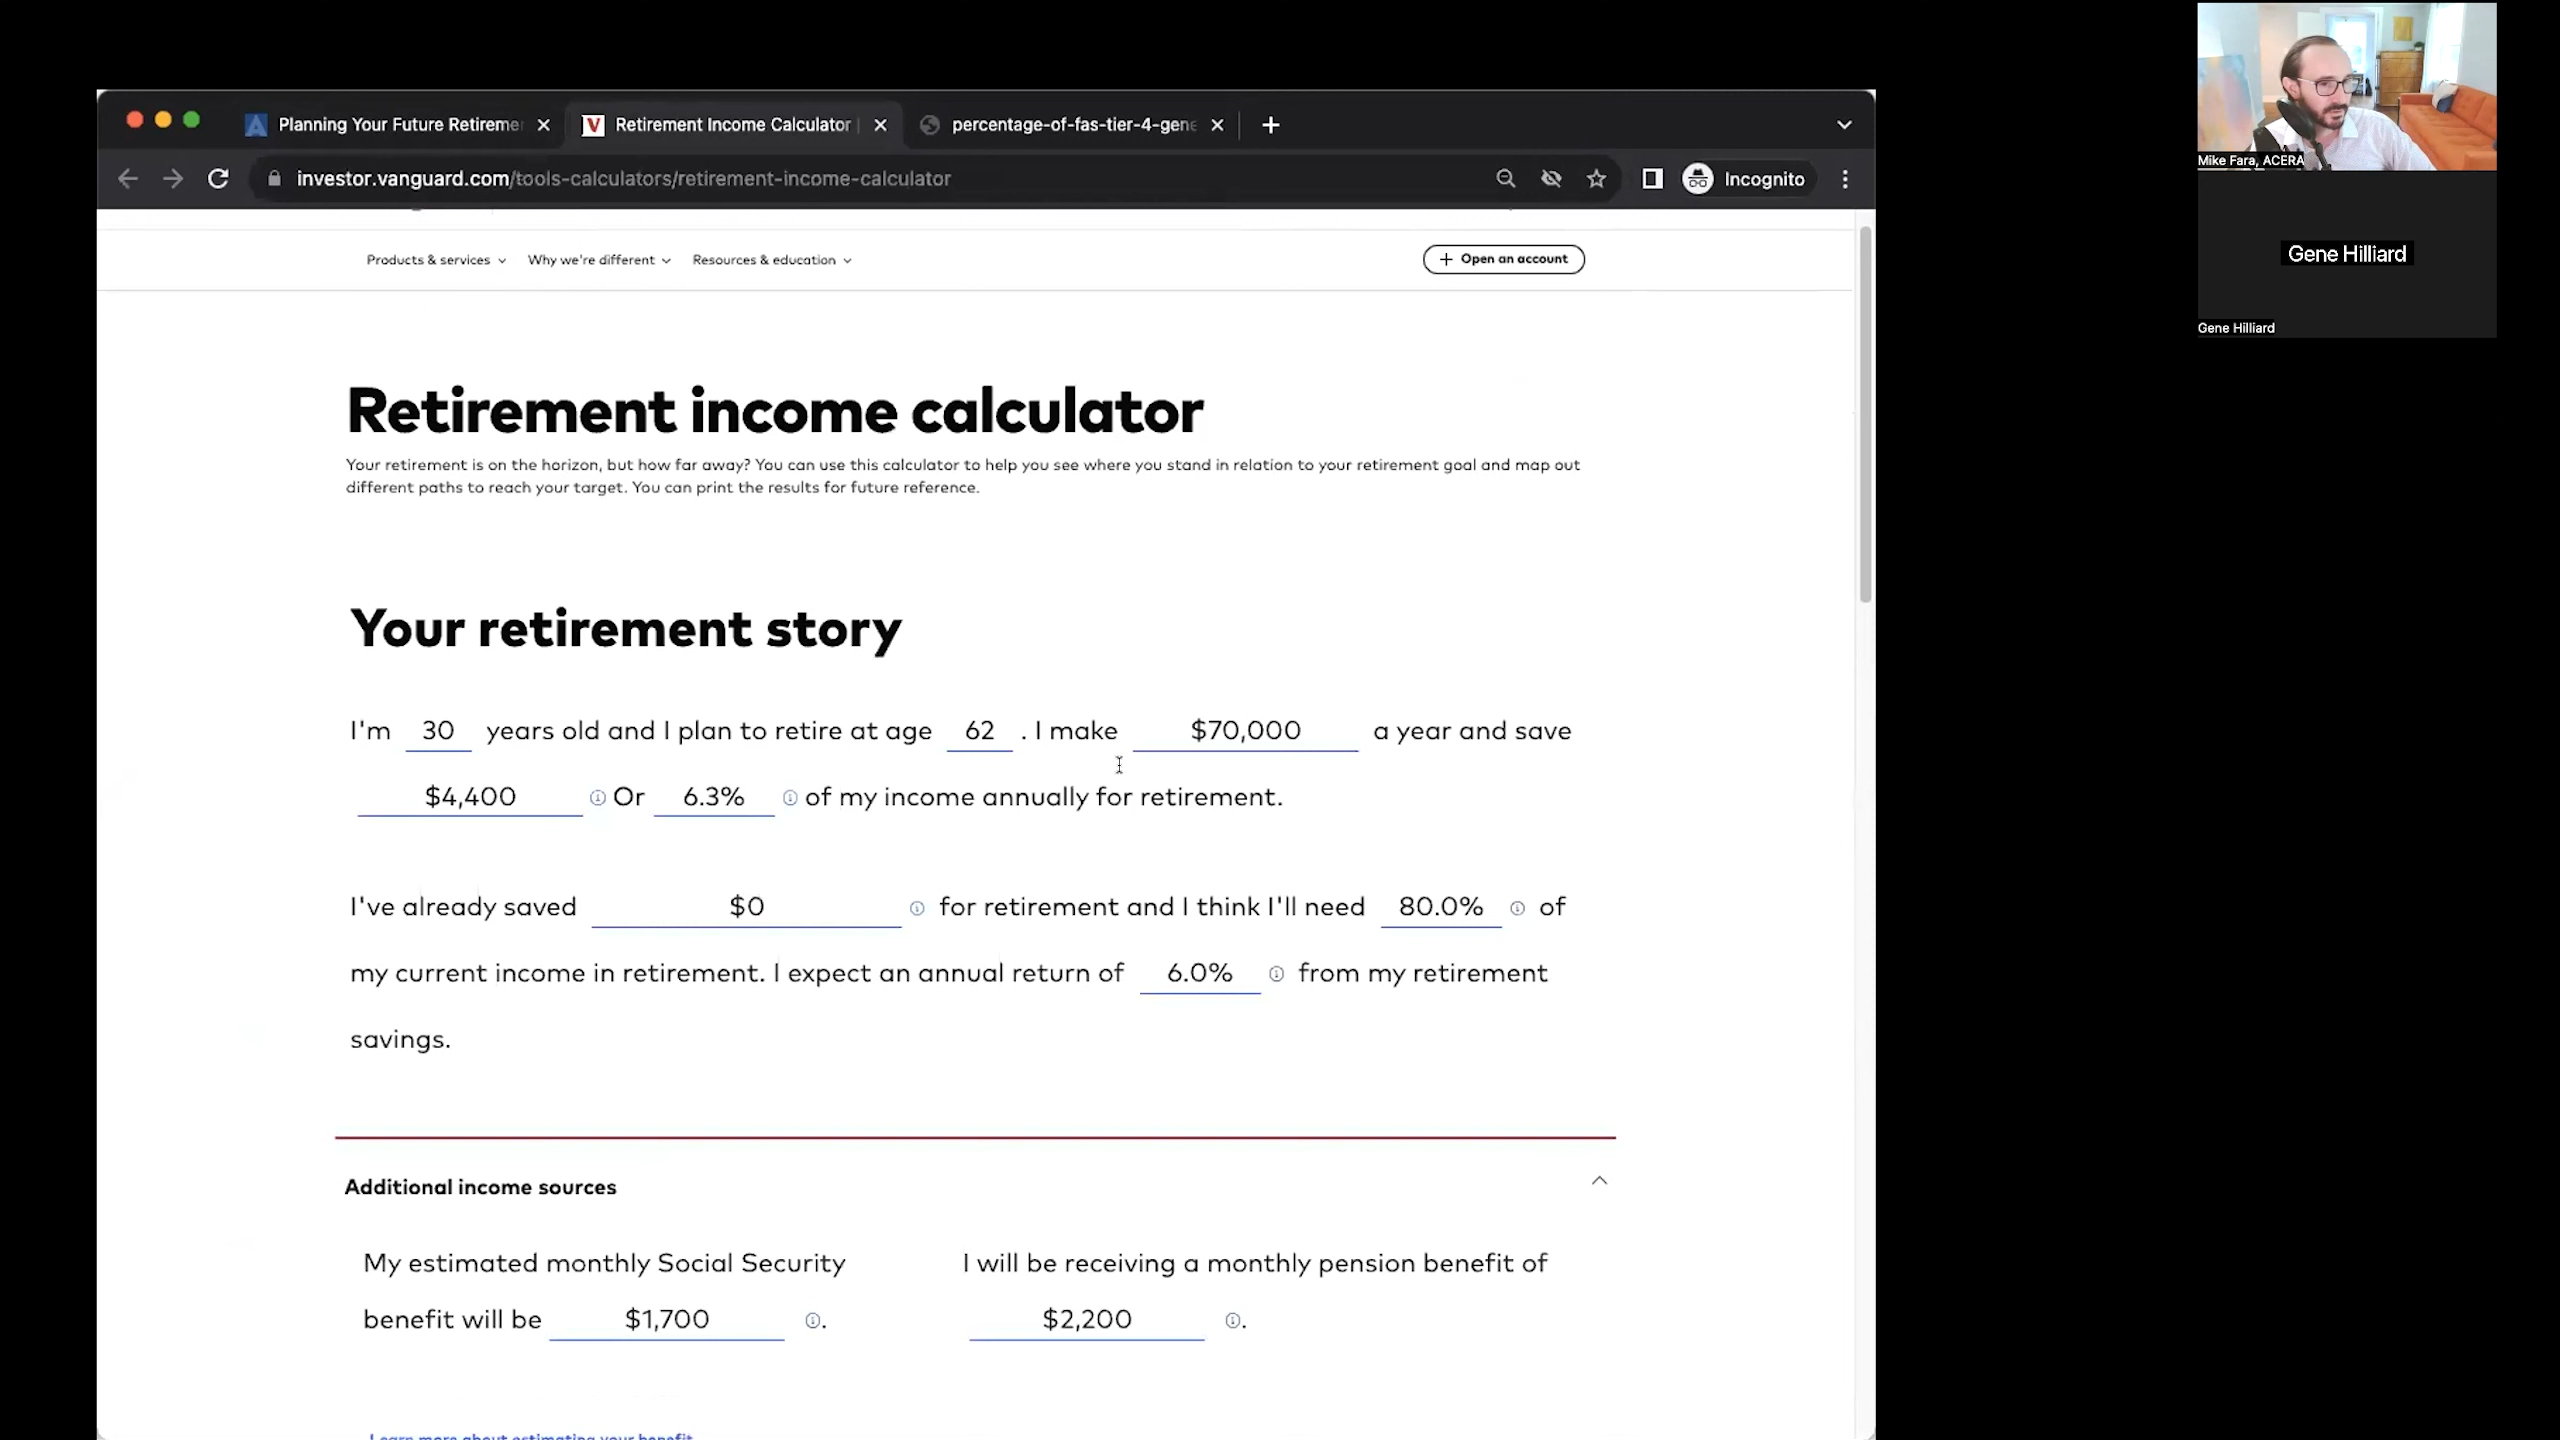 Planning Your Future Retireme
Retirement Income Calculator
percentage-of-fas-tier-4-gene
investor.vanguard.com/tools-calculators/retirement-income-calculator
Incognito
Products & services
Why we're different
Resources & education
+ Open an account
Retirement income calculator
Your retirement is on the horizon, but how far away? You can use this calculator to help you see where you stand in relation to your retirement goal and map out
different paths to reach your target. You can print the results for future reference.
Your retirement story
I'm 30 years old and I plan to retire at age 62 . I make $70,000 a year and save
$4,400 Or 6.3% of my income annually for retirement.
I've already saved $0 for retirement and I think I'll need 80.0% of
my current income in retirement. I expect an annual return of 6.0% from my retirement
savings.
Additional income sources
My estimated monthly Social Security
benefit will be $1,700 .
I will be receiving a monthly pension benefit of
$2,200 .
Learn more about estimating your benefit
Mike Fara, ACERA
Gene Hilliard
Gene Hilliard